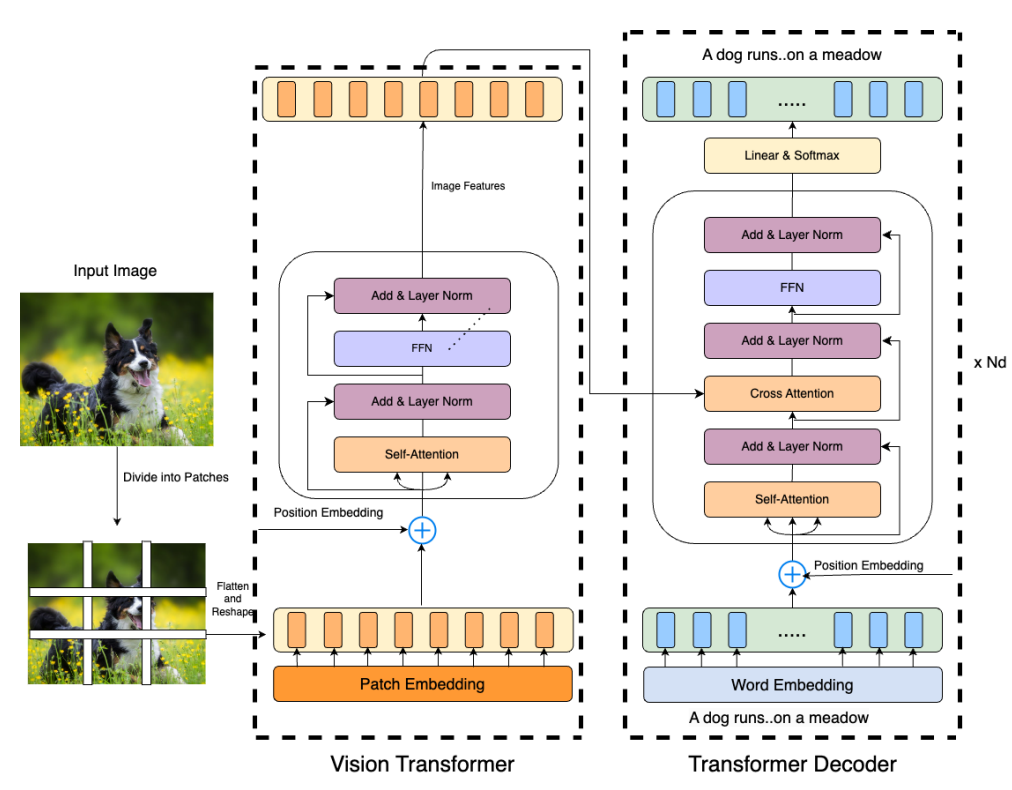 Input Image
Divide into Patches
Flatten
and
Reshape
Image Features
Add & Layer Norm
FFN
Add & Layer Norm
Self-Attention
Position Embedding
Patch Embedding
Vision Transformer
A dog runs..on a meadow
.....
Linear & Softmax
Add & Layer Norm
FFN
Add & Layer Norm
Cross Attention
Add & Layer Norm
Self-Attention
x Nd
Position Embedding
.....
Word Embedding
A dog runs..on a meadow
Transformer Decoder